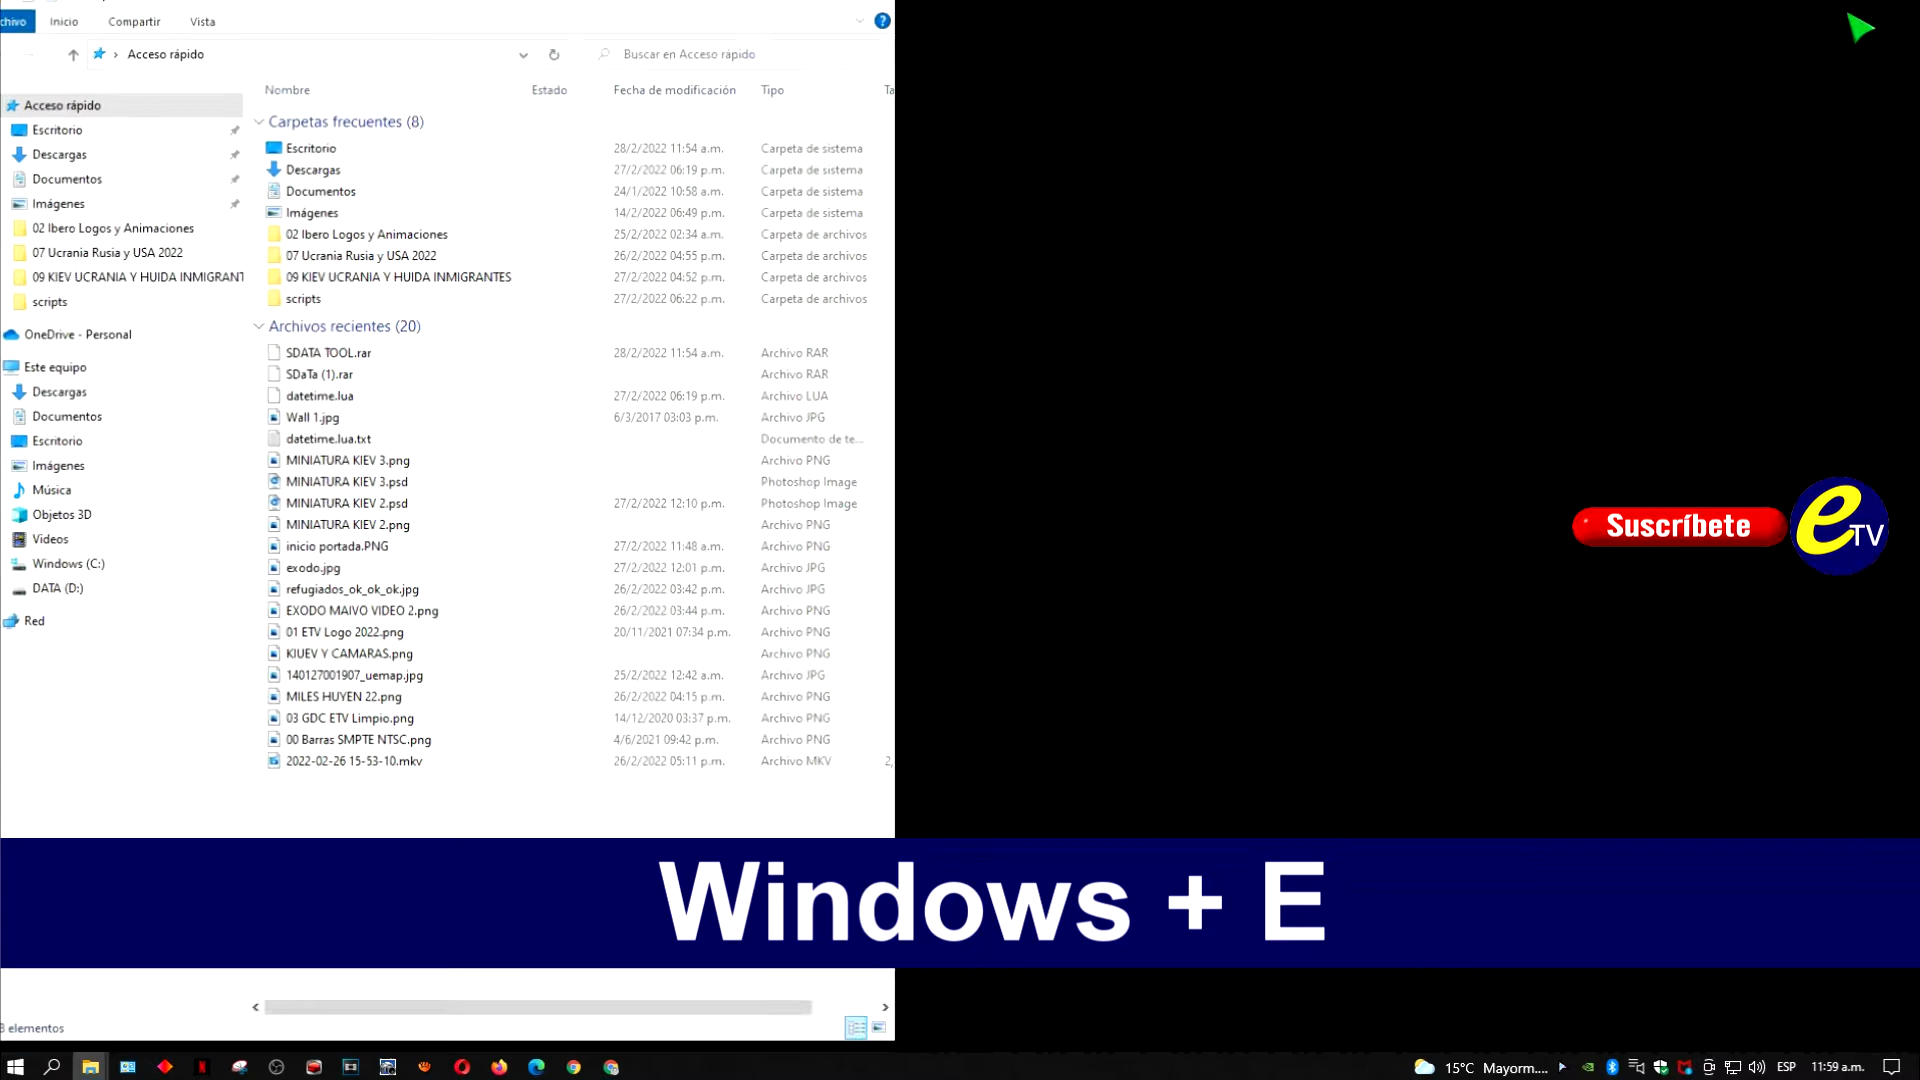 chivo Inicio Compartir Vista
Acceso rápido
Buscar en Acceso rápido
Nombre Estado Fecha de modificación Tipo Ta
Acceso rápido
Escritorio
Descargas
Documentos
Imágenes
02 Ibero Logos y Animaciones
07 Ucrania Rusia y USA 2022
09 KIEV UCRANIA Y HUIDA INMIGRANT
scripts
OneDrive - Personal
Este equipo
Descargas
Documentos
Escritorio
Imágenes
Música
Objetos 3D
Videos
Windows (C:)
DATA (D:)
Red
Carpetas frecuentes (8)
Escritorio 28/2/2022 11:54 a.m. Carpeta de sistema
Descargas 27/2/2022 06:19 p.m. Carpeta de sistema
Documentos 24/1/2022 10:58 a.m. Carpeta de sistema
Imágenes 14/2/2022 06:49 p.m. Carpeta de sistema
02 Ibero Logos y Animaciones 25/2/2022 02:34 a.m. Carpeta de archivos
07 Ucrania Rusia y USA 2022 26/2/2022 04:55 p.m. Carpeta de archivos
09 KIEV UCRANIA Y HUIDA INMIGRANTES 27/2/2022 04:52 p.m. Carpeta de archivos
scripts 27/2/2022 06:22 p.m. Carpeta de archivos
Archivos recientes (20)
SDATA TOOL.rar 28/2/2022 11:54 a.m. Archivo RAR
SDaTa (1).rar Archivo RAR
datetime.lua 27/2/2022 06:19 p.m. Archivo LUA
Wall 1.jpg 6/3/2017 03:03 p.m. Archivo JPG
datetime.lua.txt Documento de te...
MINIATURA KIEV 3.png Archivo PNG
MINIATURA KIEV 3.psd Photoshop Image
MINIATURA KIEV 2.psd 27/2/2022 12:10 p.m. Photoshop Image
MINIATURA KIEV 2.png Archivo PNG
inicio portada.PNG 27/2/2022 11:48 a.m. Archivo PNG
exodo.jpg 27/2/2022 12:01 p.m. Archivo JPG
refugiados_ok_ok_ok.jpg 26/2/2022 03:42 p.m. Archivo JPG
EXODO MAIVO VIDEO 2.png 26/2/2022 03:44 p.m. Archivo PNG
01 ETV Logo 2022.png 20/11/2021 07:34 p.m. Archivo PNG
KIUEV Y CAMARAS.png Archivo PNG
140127001907_uemap.jpg 25/2/2022 12:42 a.m. Archivo JPG
MILES HUYEN 22.png 26/2/2022 04:15 p.m. Archivo PNG
03 GDC ETV Limpio.png 14/12/2020 03:37 p.m. Archivo PNG
00 Barras SMPTE NTSC.png 4/6/2021 09:42 p.m. Archivo PNG
2022-02-26 15-53-10.mkv 26/2/2022 05:11 p.m. Archivo MKV 2,
Suscríbete
eTV
Windows + E
elementos
15°C Mayorm.... ESP 11:59 a.m.